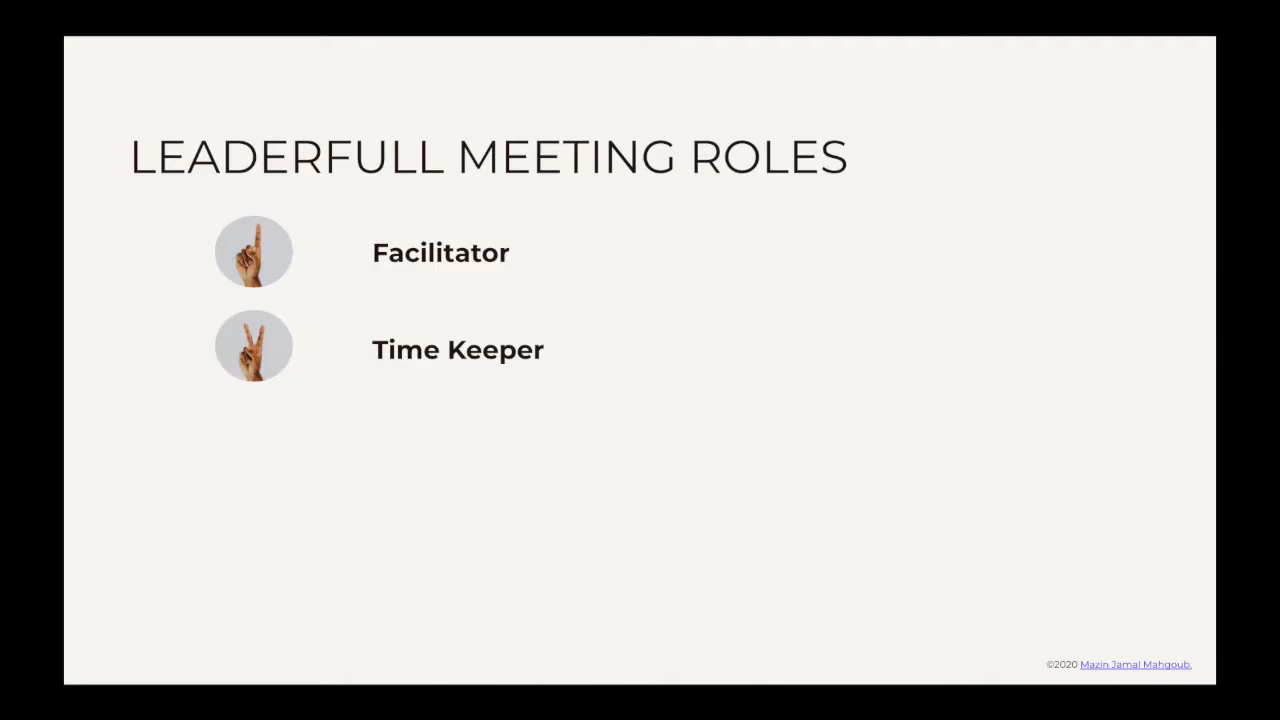 LEADERFULL MEETING ROLES
Facilitator
Time Keeper
©2020 Mazin Jamal Mahgoub.